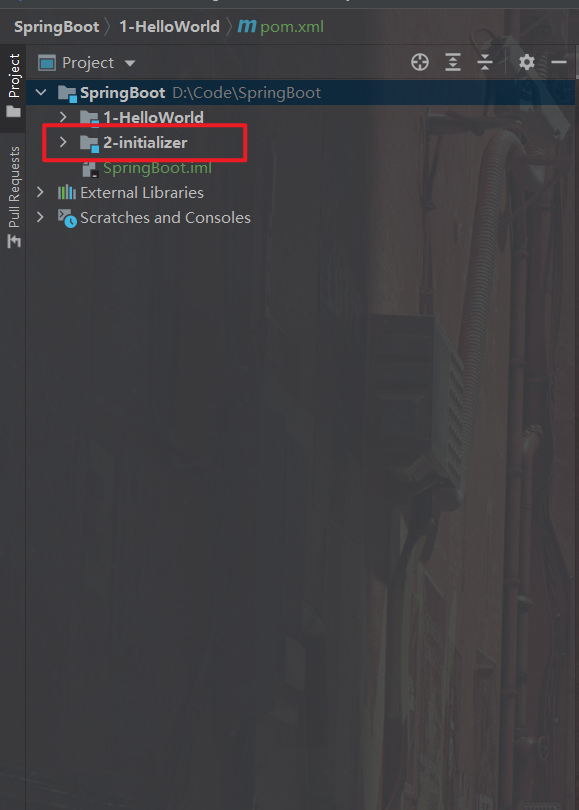 SpringBoot 1-HelloWorld m pom.xml
Project
Project
SpringBoot D:\Code\SpringBoot
1-HelloWorld
2-initializer
SpringBoot.iml
External Libraries
Scratches and Consoles
Pull Requests